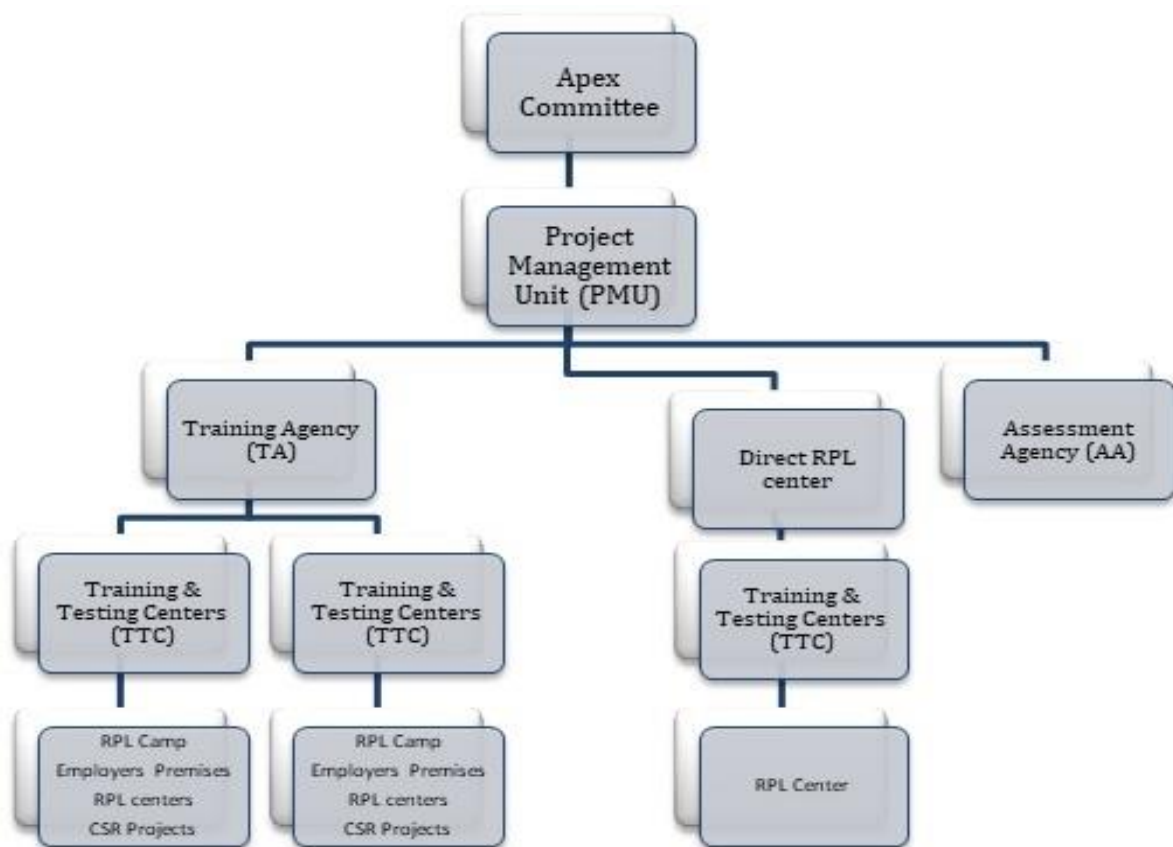 Apex
Committee
Project
Management
Unit (PMU)
Training Agency
(TA)
Direct RPL
center
Assessment
Agency (AA)
Training &
Testing Centers
(TTC)
Training &
Testing Centers
(TTC)
Training &
Testing Centers
(TTC)
RPL Camp
Employers Premises
RPL centers
CSR Projects
RPL Camp
Employers Premises
RPL centers
CSR Projects
RPL Center